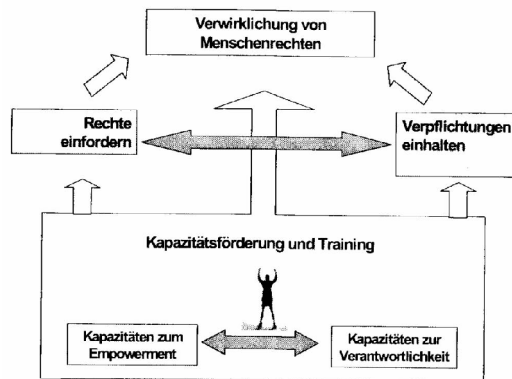 Verwirklichung von
Menschenrechten
Rechte
einfordern
Verpflichtungen
einhalten
Kapazitätsförderung und Training
Kapazitäten zum
Empowerment
Kapazitäten zur
Verantwortlichkeit